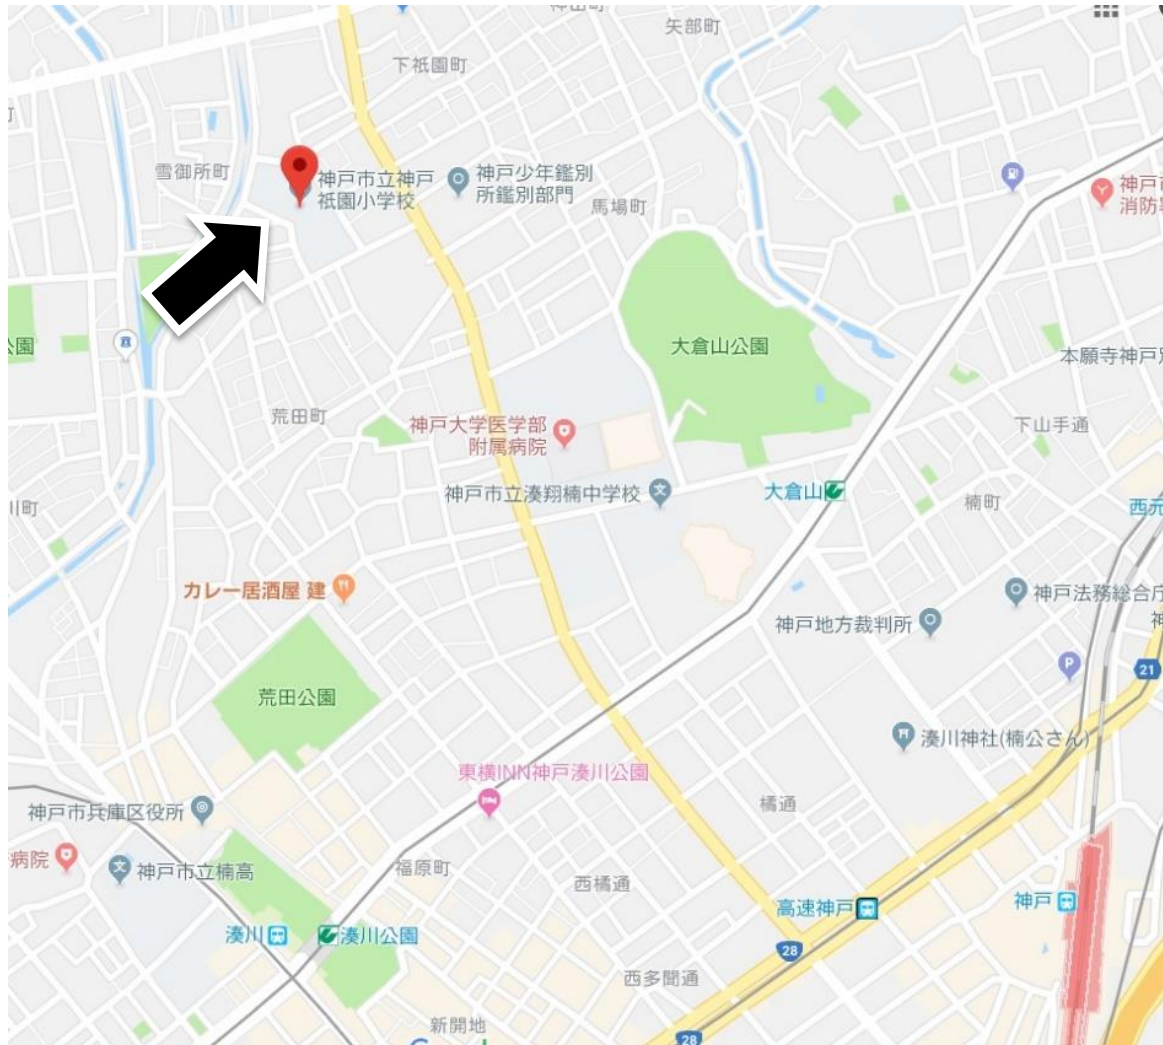 矢部町
下祇園町
雪御所町
神戸市立神戸
祇園小学校
神戸少年鑑別
所鑑別部門
馬場町
神戸市
消防署
公園
大倉山公園
本願寺神戸別
荒田町
神戸大学医学部
附属病院
下山手通
神戸市立湊翔楠中学校
大倉山
楠町
西元
川町
カレー居酒屋 建
神戸法務総合庁
神戸地方裁判所
神
P
21
荒田公園
湊川神社(楠公さん)
東横INN神戸湊川公園
橘通
神戸市兵庫区役所
病院
神戸市立楠高
福原町
西橘通
高速神戸
神戸
湊川
湊川公園
28
西多聞通
新開地
28